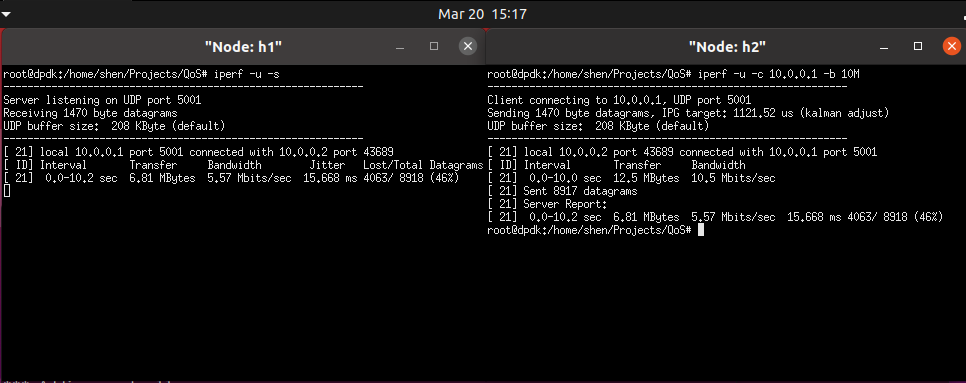 Mar 20 15:17
"Node: h1"
root@dpdk:/home/shen/Projects/QoS# iperf -u -s
------------------------------------------------------------
Server listening on UDP port 5001
Receiving 1470 byte datagrams
UDP buffer size:  208 KByte (default)
------------------------------------------------------------
[ 21] local 10.0.0.1 port 5001 connected with 10.0.0.2 port 43689
[ ID] Interval       Transfer     Bandwidth        Jitter   Lost/Total Datagrams
[ 21]  0.0-10.2 sec  6.81 MBytes  5.57 Mbits/sec  15.668 ms 4063/ 8918 (46%)
"Node: h2"
root@dpdk:/home/shen/Projects/QoS# iperf -u -c 10.0.0.1 -b 10M
------------------------------------------------------------
Client connecting to 10.0.0.1, UDP port 5001
Sending 1470 byte datagrams, IPG target: 1121.52 us (kalman adjust)
UDP buffer size:  208 KByte (default)
------------------------------------------------------------
[ 21] local 10.0.0.2 port 43689 connected with 10.0.0.1 port 5001
[ ID] Interval       Transfer     Bandwidth
[ 21]  0.0-10.0 sec  12.5 MBytes  10.5 Mbits/sec
[ 21] Sent 8917 datagrams
[ 21] Server Report:
[ 21]  0.0-10.2 sec  6.81 MBytes  5.57 Mbits/sec  15.668 ms 4063/ 8918 (46%)
root@dpdk:/home/shen/Projects/QoS#